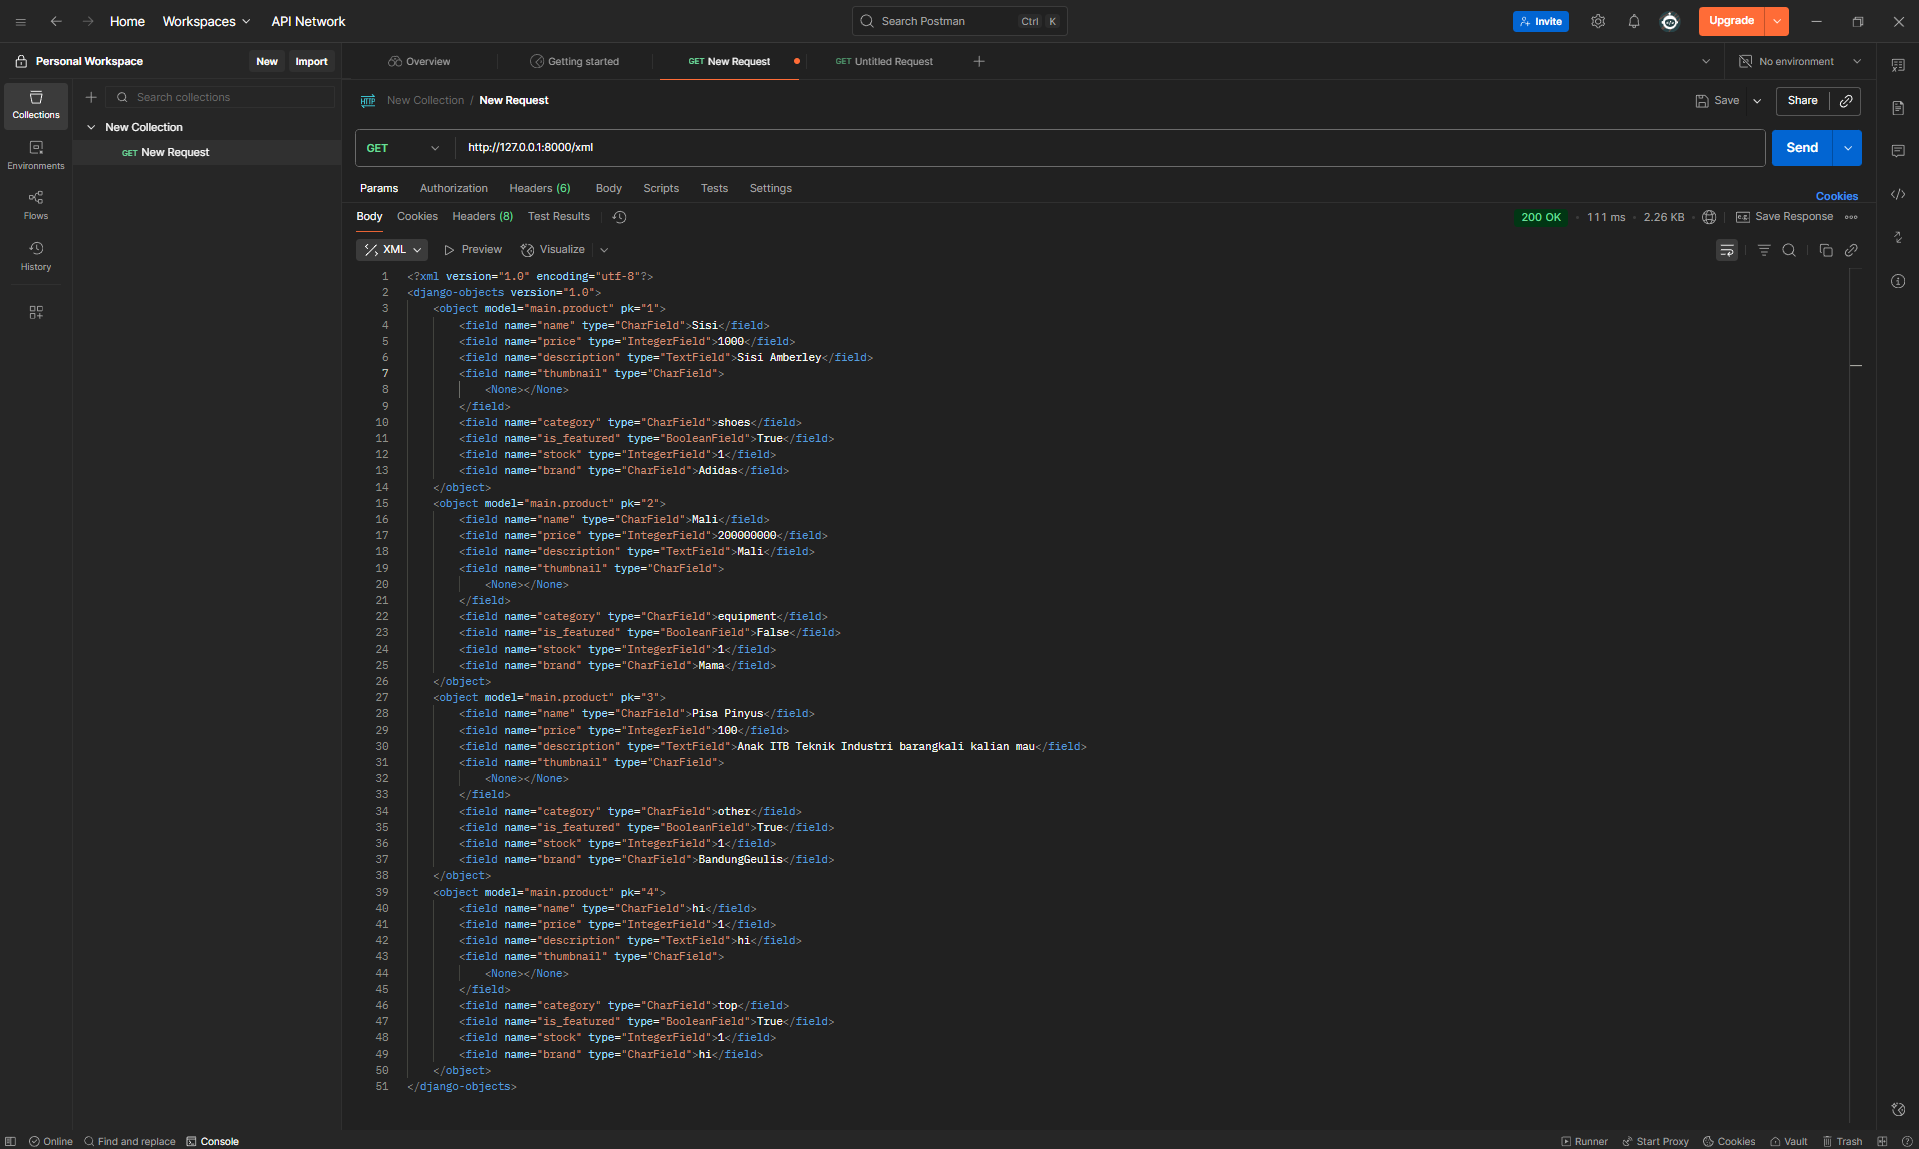 Home Workspaces API Network Search Postman Ctrl K Invite Upgrade
Personal Workspace New Import Overview Getting started GET New Request GET Untitled Request No environment
Collections
Environments
Flows
History
Search collections
New Collection
GET New Request
New Collection / New Request Save Share
GET http://127.0.0.1:8000/xml Send
Params Authorization Headers (6) Body Scripts Tests Settings Cookies
Body Cookies Headers (8) Test Results 200 OK • 111 ms • 2.26 KB e.g. Save Response
XML Preview Visualize
1 <?xml version="1.0" encoding="utf-8"?>
2 <django-objects version="1.0">
3 <object model="main.product" pk="1">
4 <field name="name" type="CharField">Sisi</field>
5 <field name="price" type="IntegerField">1000</field>
6 <field name="description" type="TextField">Sisi Amberley</field>
7 <field name="thumbnail" type="CharField">
8 <None></None>
9 </field>
10 <field name="category" type="CharField">shoes</field>
11 <field name="is_featured" type="BooleanField">True</field>
12 <field name="stock" type="IntegerField">1</field>
13 <field name="brand" type="CharField">Adidas</field>
14 </object>
15 <object model="main.product" pk="2">
16 <field name="name" type="CharField">Mali</field>
17 <field name="price" type="IntegerField">200000000</field>
18 <field name="description" type="TextField">Mali</field>
19 <field name="thumbnail" type="CharField">
20 <None></None>
21 </field>
22 <field name="category" type="CharField">equipment</field>
23 <field name="is_featured" type="BooleanField">False</field>
24 <field name="stock" type="IntegerField">1</field>
25 <field name="brand" type="CharField">Mama</field>
26 </object>
27 <object model="main.product" pk="3">
28 <field name="name" type="CharField">Pisa Pinyus</field>
29 <field name="price" type="IntegerField">100</field>
30 <field name="description" type="TextField">Anak ITB Teknik Industri barangkali kalian mau</field>
31 <field name="thumbnail" type="CharField">
32 <None></None>
33 </field>
34 <field name="category" type="CharField">other</field>
35 <field name="is_featured" type="BooleanField">True</field>
36 <field name="stock" type="IntegerField">1</field>
37 <field name="brand" type="CharField">BandungGeulis</field>
38 </object>
39 <object model="main.product" pk="4">
40 <field name="name" type="CharField">hi</field>
41 <field name="price" type="IntegerField">1</field>
42 <field name="description" type="TextField">hi</field>
43 <field name="thumbnail" type="CharField">
44 <None></None>
45 </field>
46 <field name="category" type="CharField">top</field>
47 <field name="is_featured" type="BooleanField">True</field>
48 <field name="stock" type="IntegerField">1</field>
49 <field name="brand" type="CharField">hi</field>
50 </object>
51 </django-objects>
Online Find and replace Console Runner Start Proxy Cookies Vault Trash